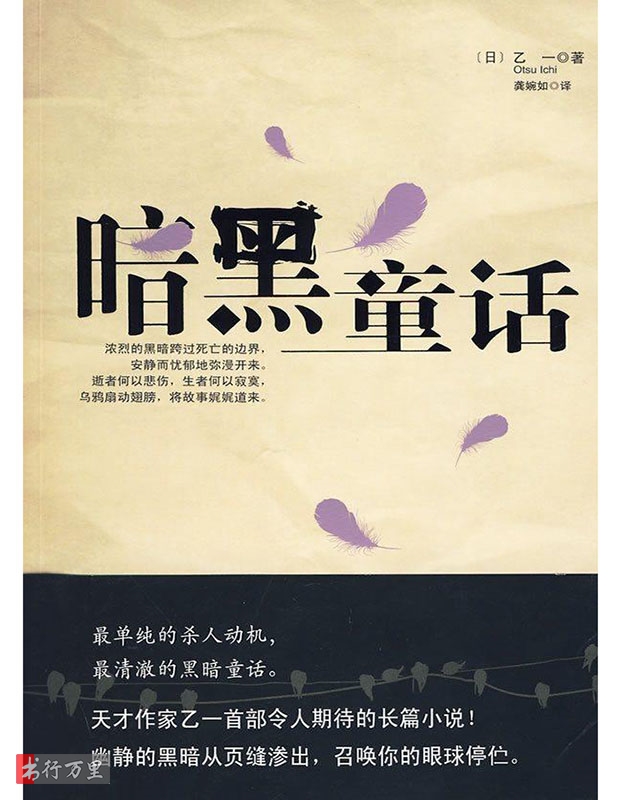 〔日〕乙 一◎著
Otsu Ichi
龚婉如◎译
暗黑童话
浓烈的黑暗跨过死亡的边界，
安静而忧郁地弥漫开来。
逝者何以悲伤，生者何以寂寞，
乌鸦扇动翅膀，将故事娓娓道来。
最单纯的杀人动机，
最清澈的黑暗童话。
天才作家乙一首部令人期待的长篇小说！
幽静的黑暗从页缝渗出，召唤你的眼球停伫。
书行万里